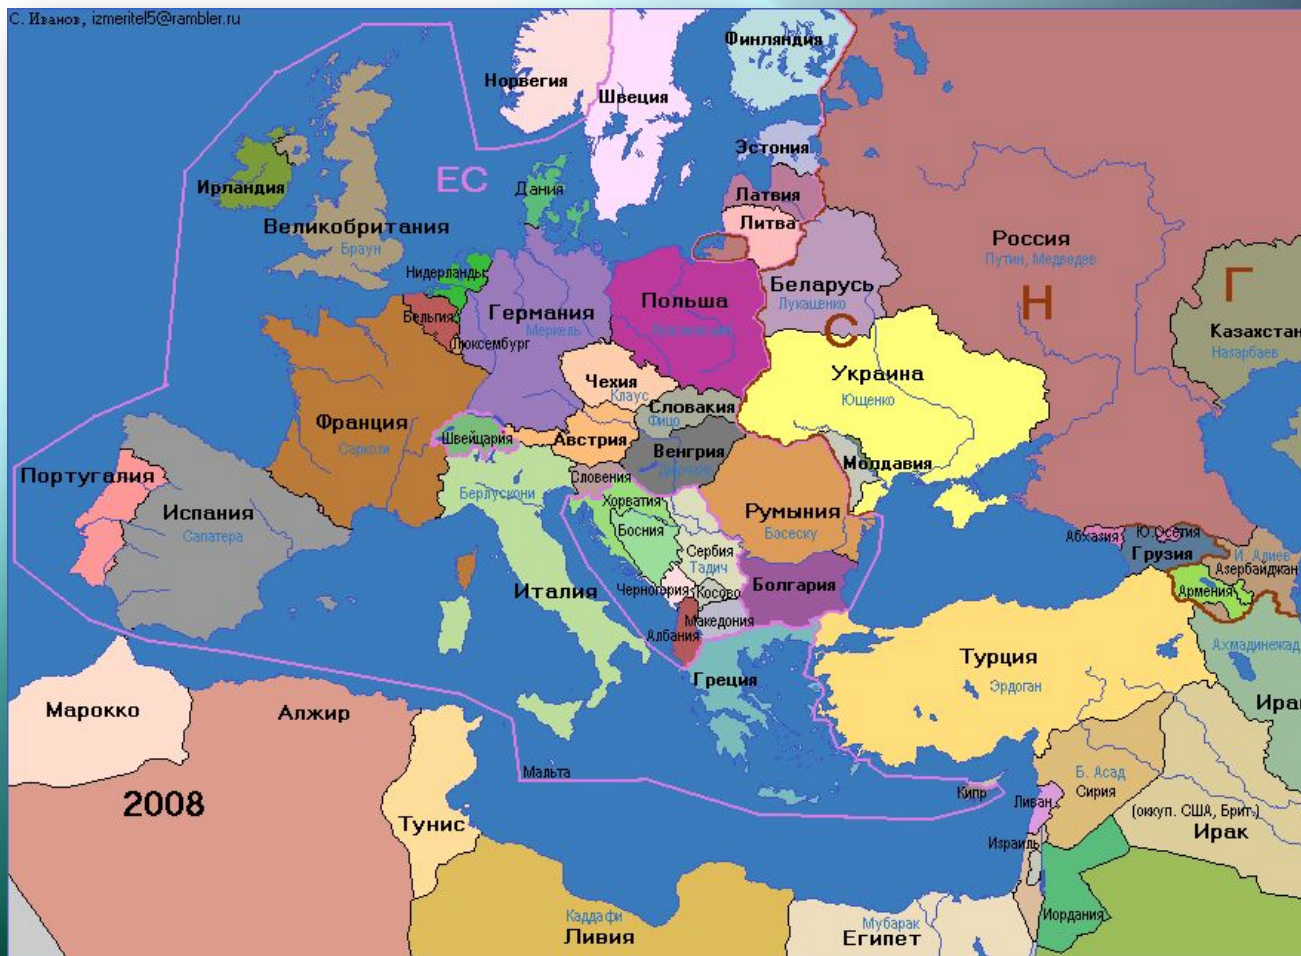 С. Иванов, izmeritel5@rambler.ru
Финляндия
Норвегия
Швеция
Эстония
ЕС
Дания
Ирландия
Латвия
Литва
Великобритания
Браун
Россия
Путин, Медведев
Нидерланды
Беларусь
Лукашенко
Г
Польша
Германия
Меркель
Бельгия
С
Н
Казахстан
Назарбаев
Люксембург
Чехия
Клаус
Украина
Ющенко
Словакия
Фицо
Франция
Саркози
Швейцария
Австрия
Венгрия
Молдавия
Португалия
Словения
Берлускони
Хорватия
Испания
Сапатера
Румыния
Басеску
Босния
Абхазия
Ю.Осетия
Грузия
Сербия
Тадич
И. Алиев
Азербайджан
Италия
Черногория
Косово
Болгария
Армения
Македония
Албания
Ахмадинежад
Турция
Эрдоган
Греция
Марокко
Алжир
Иран
Мальта
Б. Асад
Сирия
Кипр
Ливан
2008
(оккуп. США, Брит.)
Ирак
Тунис
Израиль
Каддафи
Ливия
Мубарак
Египет
Иордания